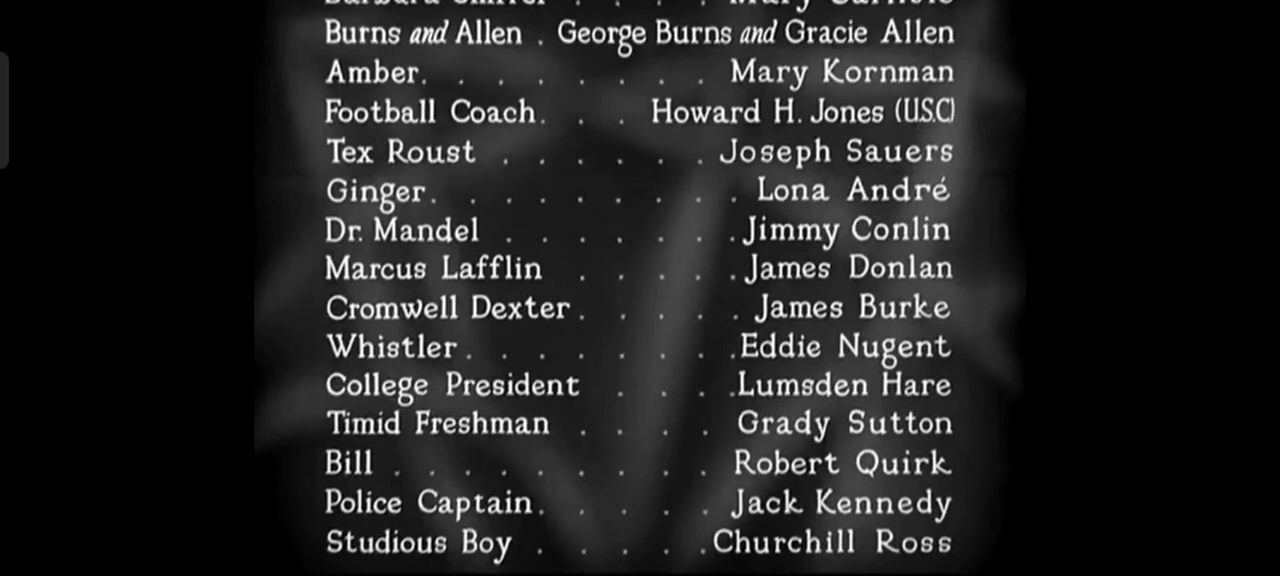 Burns and Allen . George Burns and Gracie Allen
Amber. . . . . . . . Mary Kornman
Football Coach. . . Howard H. Jones (U.S.C)
Tex Roust . . . . . . Joseph Sauers
Ginger. . . . . . . . . Lona André
Dr. Mandel . . . . . . . Jimmy Conlin
Marcus Lafflin . . . . . James Donlan
Cromwell Dexter. . . . . James Burke
Whistler. . . . . . . . Eddie Nugent
College President . . . . Lumsden Hare
Timid Freshman . . . . Grady Sutton
Bill . . . . . . . . . Robert Quirk
Police Captain. . . . . Jack Kennedy
Studious Boy . . . . . Churchill Ross